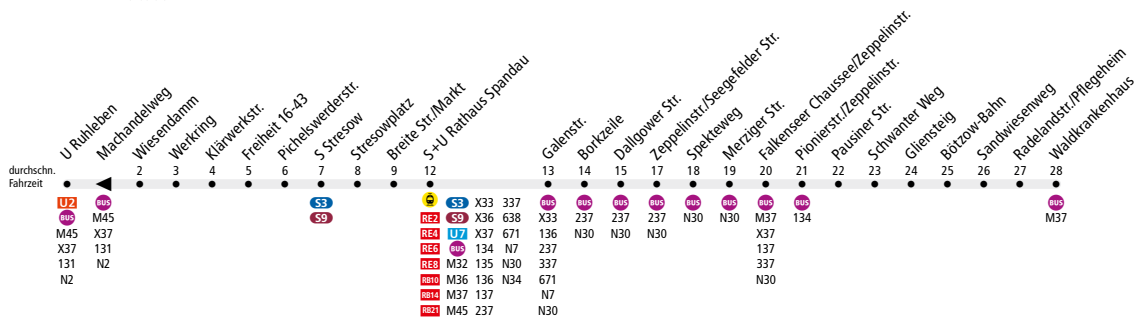 U Ruhleben
Machandelweg
Wiesendamm
Werkring
Klärwerkstr.
Freiheit 16-43
Pichelswerderstr.
S Stresow
Stressowplatz
Breite Str./Markt
S+U Rathaus Spandau
Galenstr.
Borkzeile
Dallgower Str.
Zeppelinstr./Seegefelder Str.
Spekteweg
Merziger Str.
Falkenseer Chaussee/Zeppelinstr.
Pionierstr./Zeppelinstr.
Pausiner Str.
Schwanter Weg
Gliensteig
Bötzow-Bahn
Sandwiesenweg
Radelandstr./Pflegeheim
Waldkrankenhaus
durchschn. 2 3 4 5 6 7 8 9 12 13 14 15 17 18 19 20 21 22 23 24 25 26 27 28
Fahrzeit
U2
BUS
M45
X37
131
N2
BUS
M45
X37
131
N2
S3
S9
RE2
RE4
RE6
RE8
RB10
RB14
RB21
S3 X33 337
S9 X36 638
U7 X37 671
BUS 134 N7
M32 135 N30
M36 136 N34
M37 137
M45 237
BUS
X33
136
237
337
671
N7
N30
BUS
237
N30
BUS
237
N30
BUS
237
N30
BUS
N30
BUS
N30
BUS
M37
X37
137
337
N30
BUS
134
BUS
M37